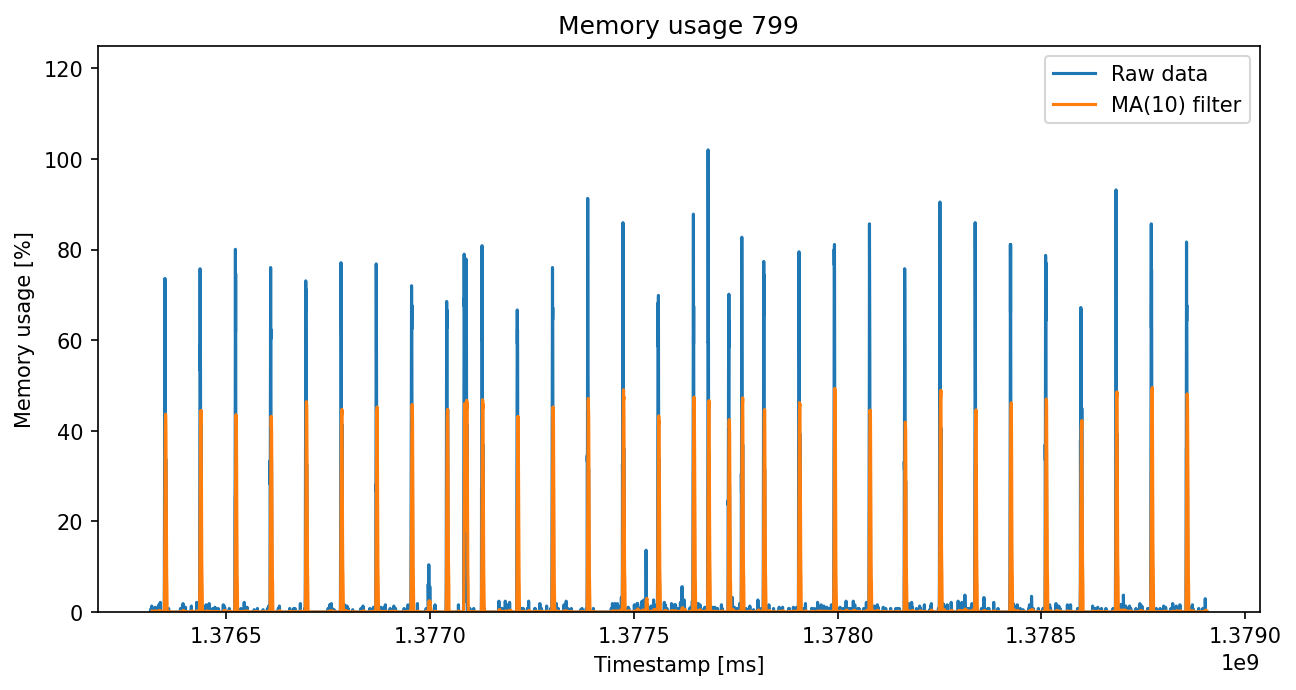 Memory usage 799
Raw data
MA(10) filter
Memory usage [%]
120
100
80
60
40
20
0
1.3765 1.3770 1.3775 1.3780 1.3785 1.3790
1e9
Timestamp [ms]